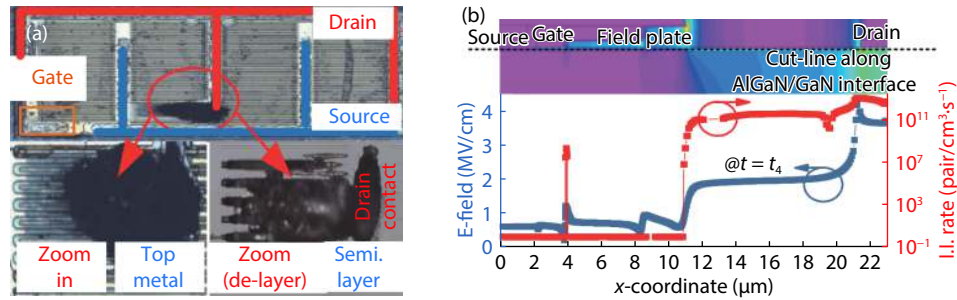 (a)
Drain
Gate
Source
Drain contact
Zoom in
Top metal
Zoom (de-layer)
Semi. layer
(b)
Source Gate Field plate Drain
Cut-line along
AlGaN/GaN interface
@t = t4
E-field (MV/cm)
4
3
2
1
0
I.I. rate (pair/cm³·s⁻¹)
10¹¹
10⁷
10³
10⁻¹
0 2 4 6 8 10 12 14 16 18 20 22
x-coordinate (μm)